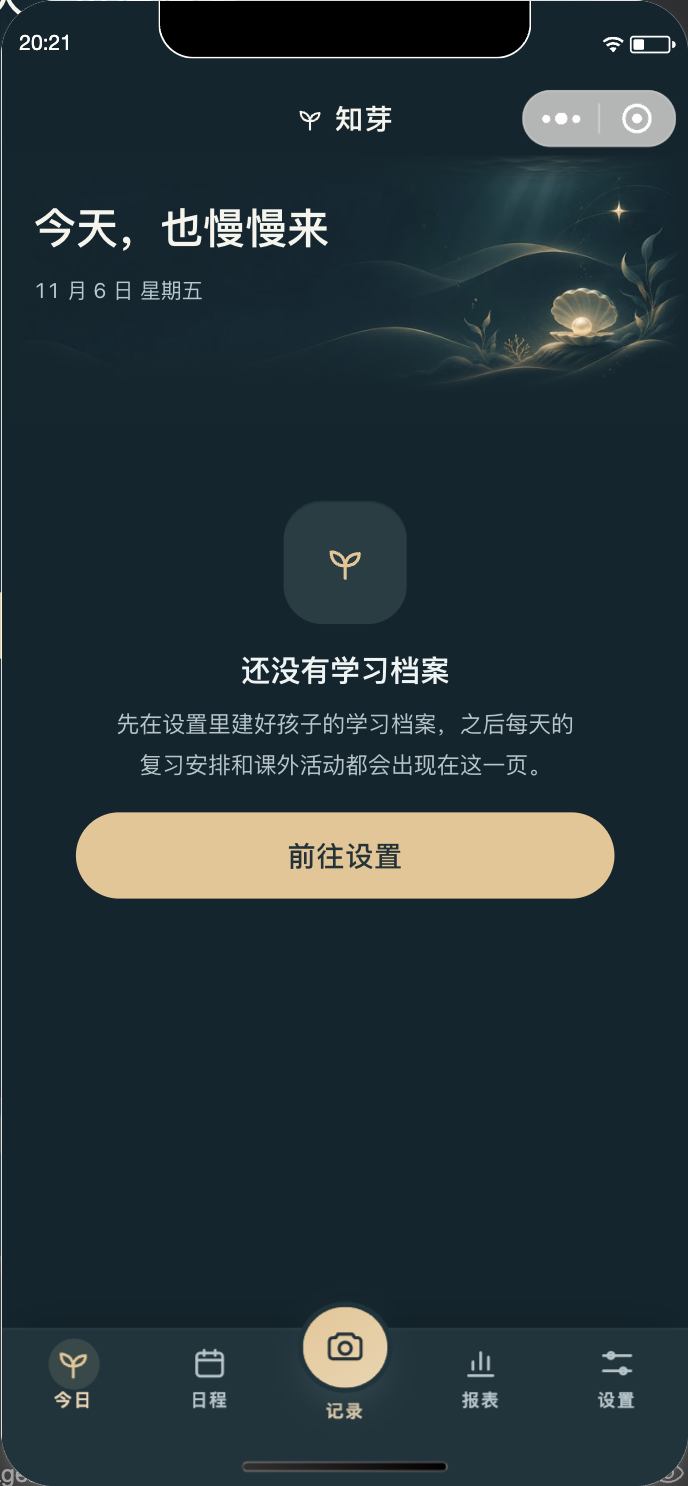 20:21
知芽
今天，也慢慢来
11 月 6 日 星期五
还没有学习档案
先在设置里建好孩子的学习档案，之后每天的
复习安排和课外活动都会出现在这一页。
前往设置
今日
日程
记录
报表
设置